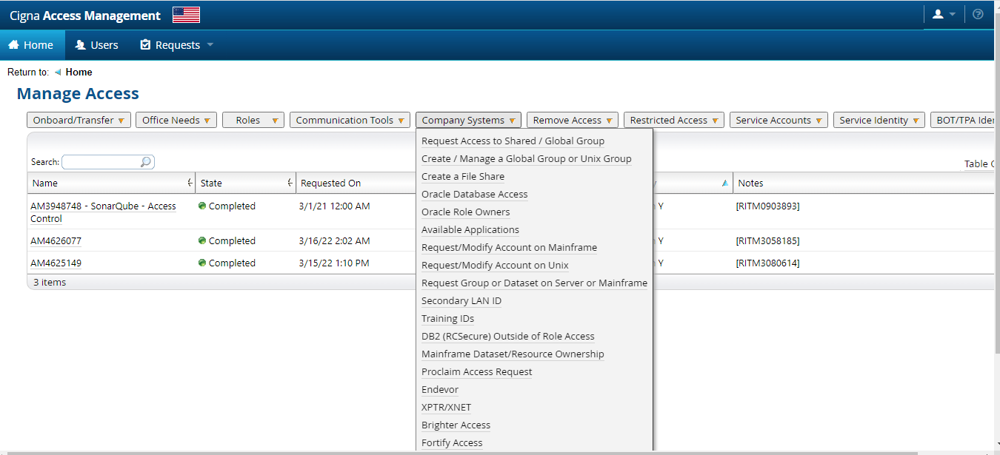 Cigna Access Management
Home Users Requests
Return to: Home
Manage Access
Onboard/Transfer Office Needs Roles Communication Tools Company Systems Remove Access Restricted Access Service Accounts Service Identity BOT/TPA
Request Access to Shared / Global Group
Create / Manage a Global Group or Unix Group
Create a File Share
Oracle Database Access
Oracle Role Owners
Available Applications
Request/Modify Account on Mainframe
Request/Modify Account on Unix
Request Group or Dataset on Server or Mainframe
Secondary LAN ID
Training IDs
DB2 (RCSecure) Outside of Role Access
Mainframe Dataset/Resource Ownership
Proclaim Access Request
Endevor
XPTR/XNET
Brighter Access
Fortify Access
Search:
Table
Name State Requested On Notes
AM3948748 - SonarQube - Access
Control
Completed 3/1/21 12:00 AM Y [RITM0903893]
AM4626077 Completed 3/16/22 2:02 AM Y [RITM3058185]
AM4625149 Completed 3/15/22 1:10 PM Y [RITM3080614]
3 items